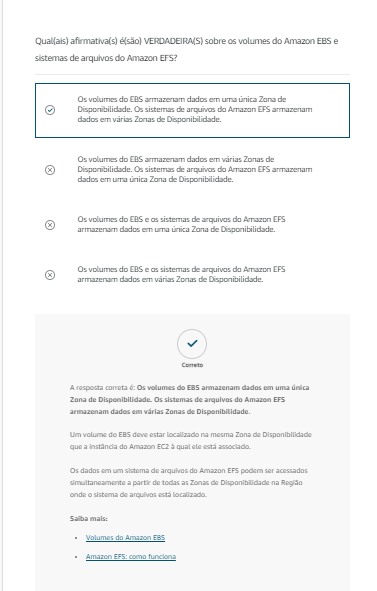 Qual(ais) afirmativa(s) é(são) VERDADEIRA(S) sobre os volumes do Amazon EBS e
sistemas de arquivos do Amazon EFS?
Os volumes do EBS armazenam dados em uma única Zona de
Disponibilidade. Os sistemas de arquivos do Amazon EFS armazenam
dados em várias Zonas de Disponibilidade.
Os volumes do EBS armazenam dados em várias Zonas de
Disponibilidade. Os sistemas de arquivos do Amazon EFS armazenam
dados em uma única Zona de Disponibilidade.
Os volumes do EBS e os sistemas de arquivos do Amazon EFS
armazenam dados em uma única Zona de Disponibilidade.
Os volumes do EBS e os sistemas de arquivos do Amazon EFS
armazenam dados em várias Zonas de Disponibilidade.
Correto
A resposta correta é: Os volumes do EBS armazenam dados em uma única
Zona de Disponibilidade. Os sistemas de arquivos do Amazon EFS
armazenam dados em várias Zonas de Disponibilidade.
Um volume do EBS deve estar localizado na mesma Zona de Disponibilidade
que a instância do Amazon EC2 à qual ele está associado.
Os dados em um sistema de arquivos do Amazon EFS podem ser acessados
simultaneamente a partir de todas as Zonas de Disponibilidade na Região
onde o sistema de arquivos está localizado.
Saiba mais:
• Volumes do Amazon EBS
• Amazon EFS: como funciona